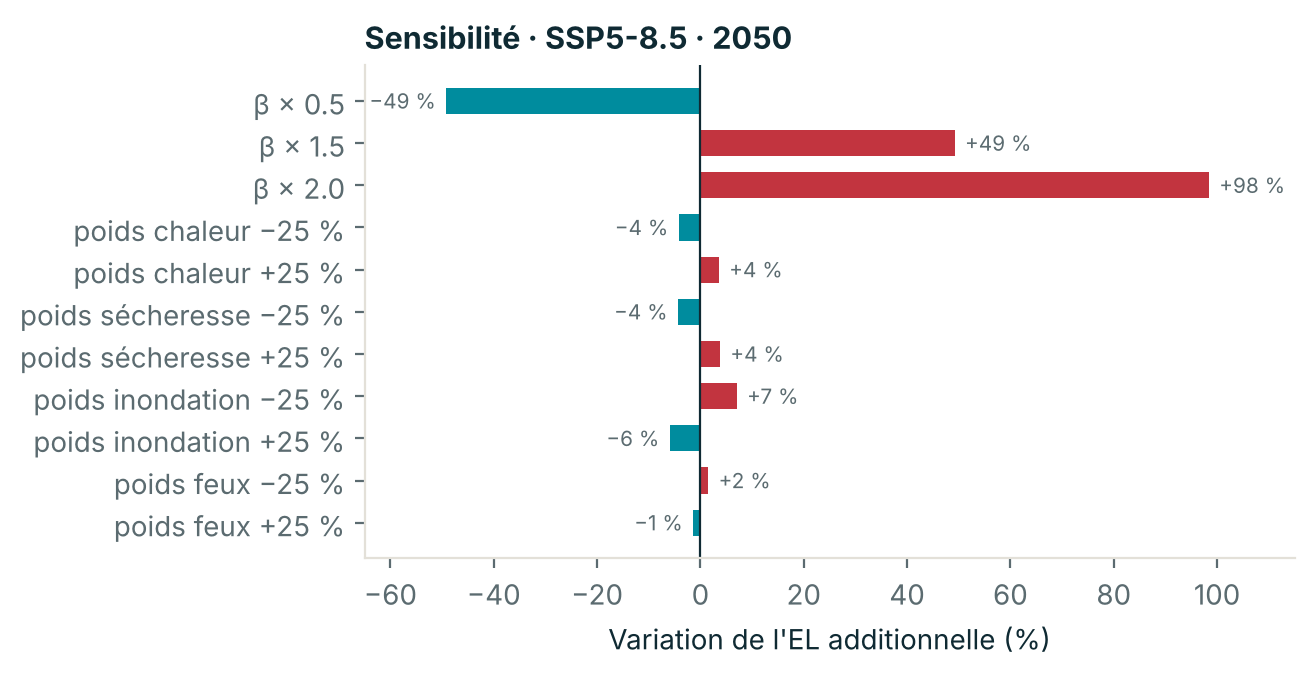 Sensibilité · SSP5-8.5 · 2050
β × 0.5 −49 %
β × 1.5 +49 %
β × 2.0 +98 %
poids chaleur −25 % −4 %
poids chaleur +25 % +4 %
poids sécheresse −25 % −4 %
poids sécheresse +25 % +4 %
poids inondation −25 % +7 %
poids inondation +25 % −6 %
poids feux −25 % +2 %
poids feux +25 % −1 %
−60 −40 −20 0 20 40 60 80 100
Variation de l'EL additionnelle (%)